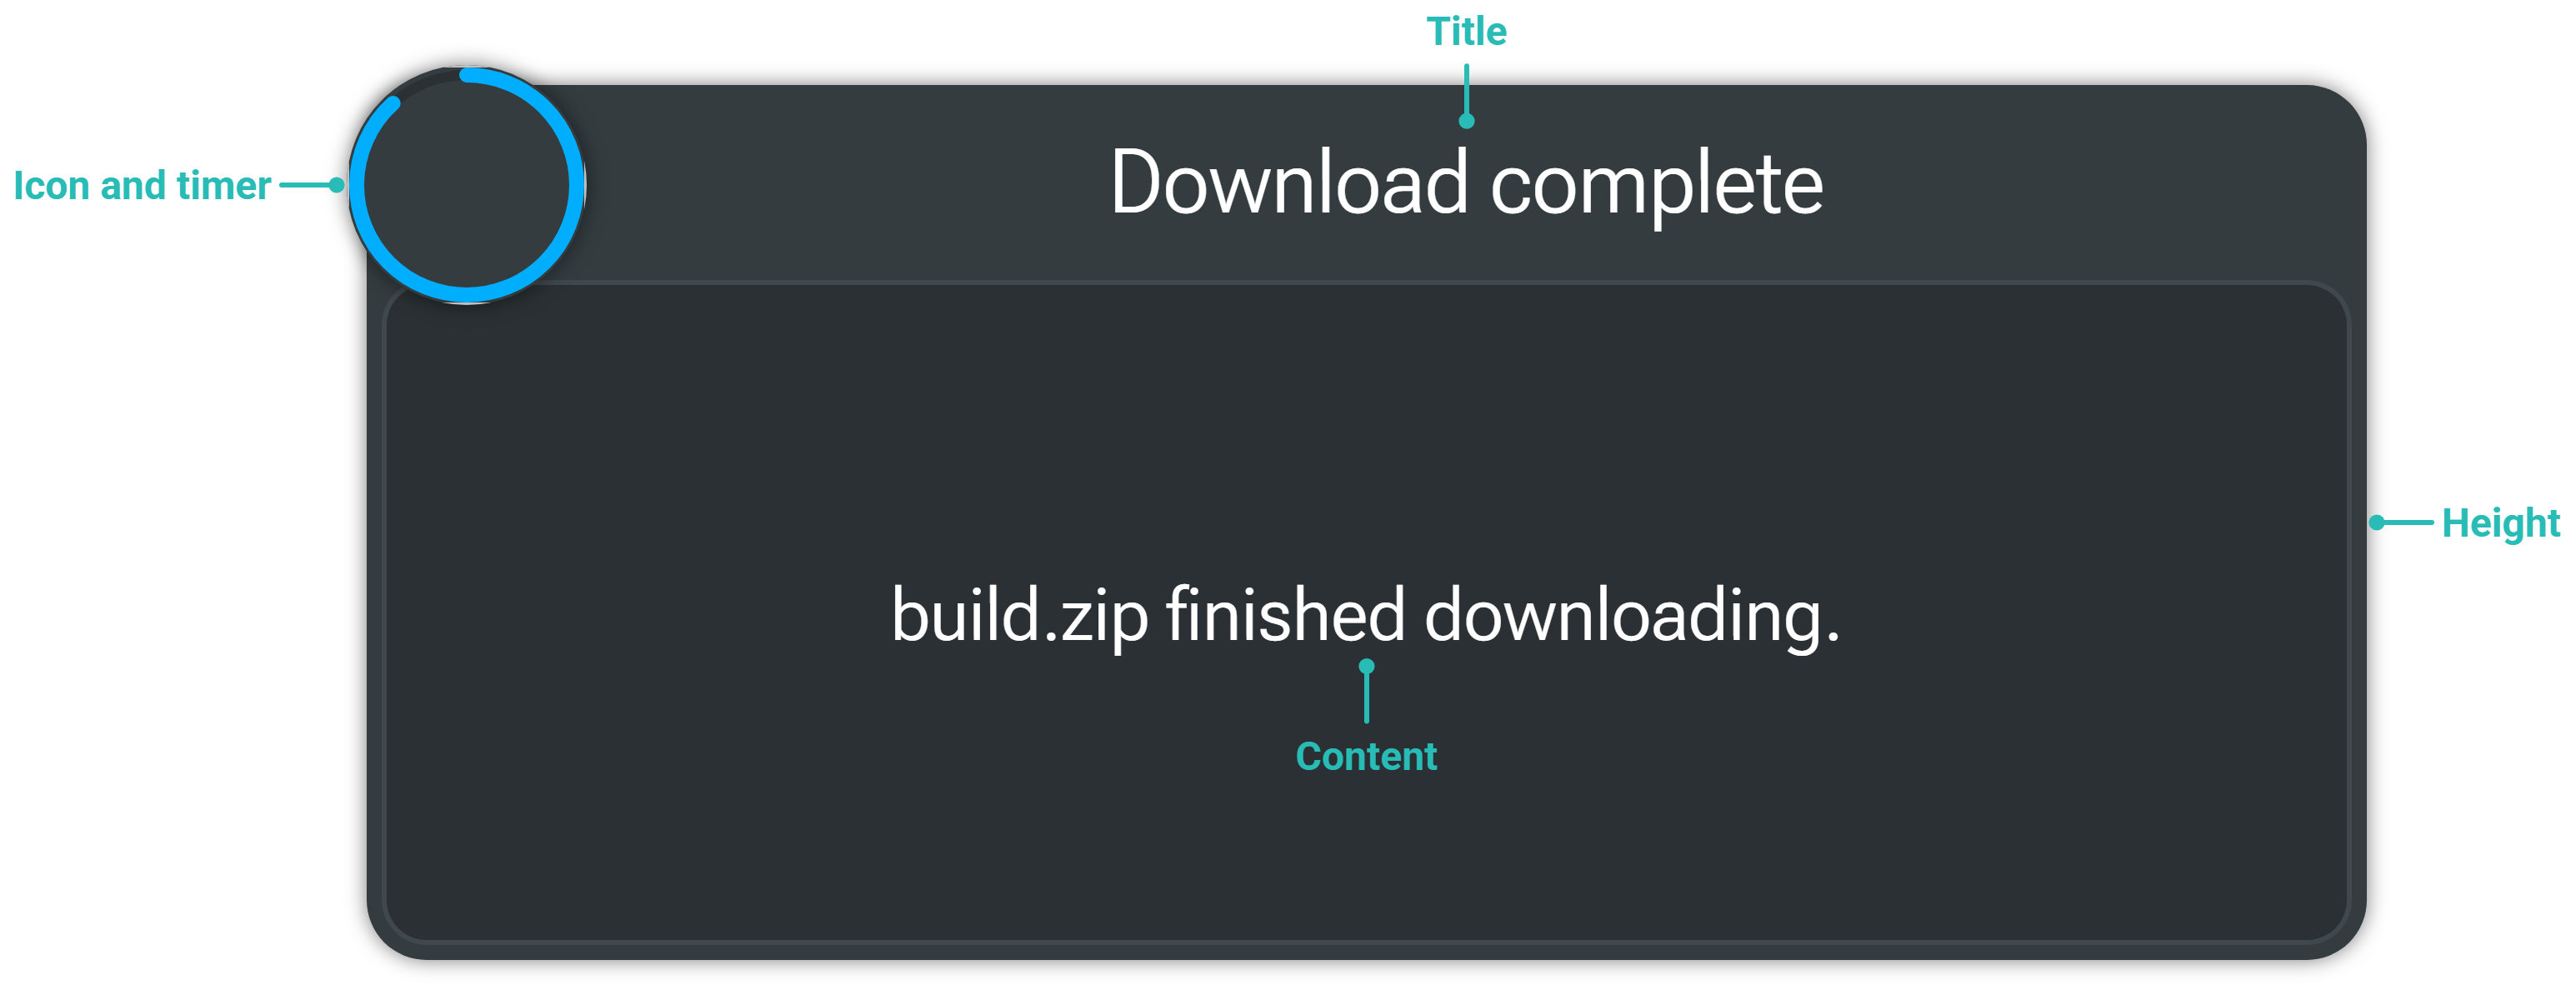 Title
Download complete
Icon and timer
Height
build.zip finished downloading.
Content